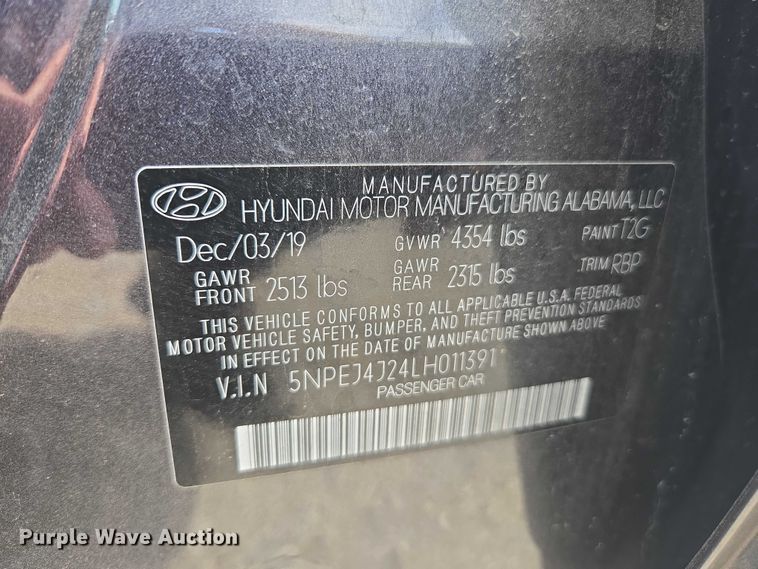 MANUFACTURED BY
HYUNDAI MOTOR MANUFACTURING ALABAMA, LLC
Dec/03/19 GVWR 4354 lbs PAINT T2G
GAWR FRONT 2513 lbs GAWR REAR 2315 lbs TRIM RBP
THIS VEHICLE CONFORMS TO ALL APPLICABLE U.S.A. FEDERAL
MOTOR VEHICLE SAFETY, BUMPER, AND THEFT PREVENTION STANDARDS
IN EFFECT ON THE DATE OF MANUFACTURE SHOWN ABOVE
V.I.N 5NPEJ4J24LH011391
PASSENGER CAR
Purple Wave Auction